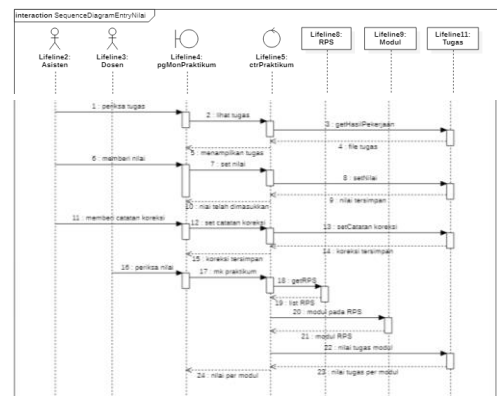 interaction SequenceDiagramEntryNilai
Lifeline2: Asisten
Lifeline3: Dosen
Lifeline4: pgMonPraktikum
Lifeline5: ctrPraktikum
Lifeline8: RPS
Lifeline9: Modul
Lifeline11: Tugas
1 : periksa tugas
2 : lihat tugas
3 : getHasilPekerjaan
4 : file tugas
5 : menampilkan tugas
6 : memberi nilai
7 : set nilai
8 : setNilai
9 : nilai tersimpan
10 : nilai telah dimasukkan
11 : memberi catatan koreksi
12 : set catatan koreksi
13 : setCatatan koreksi
14 : koreksi tersimpan
15 : koreksi tersimpan
16 : periksa nilai
17 : mk praktikum
18 : getRPS
19 : list RPS
20 : modul pada RPS
21 : modul RPS
22 : nilai tugas modul
23 : nilai tugas per modul
24 : nilai per modul